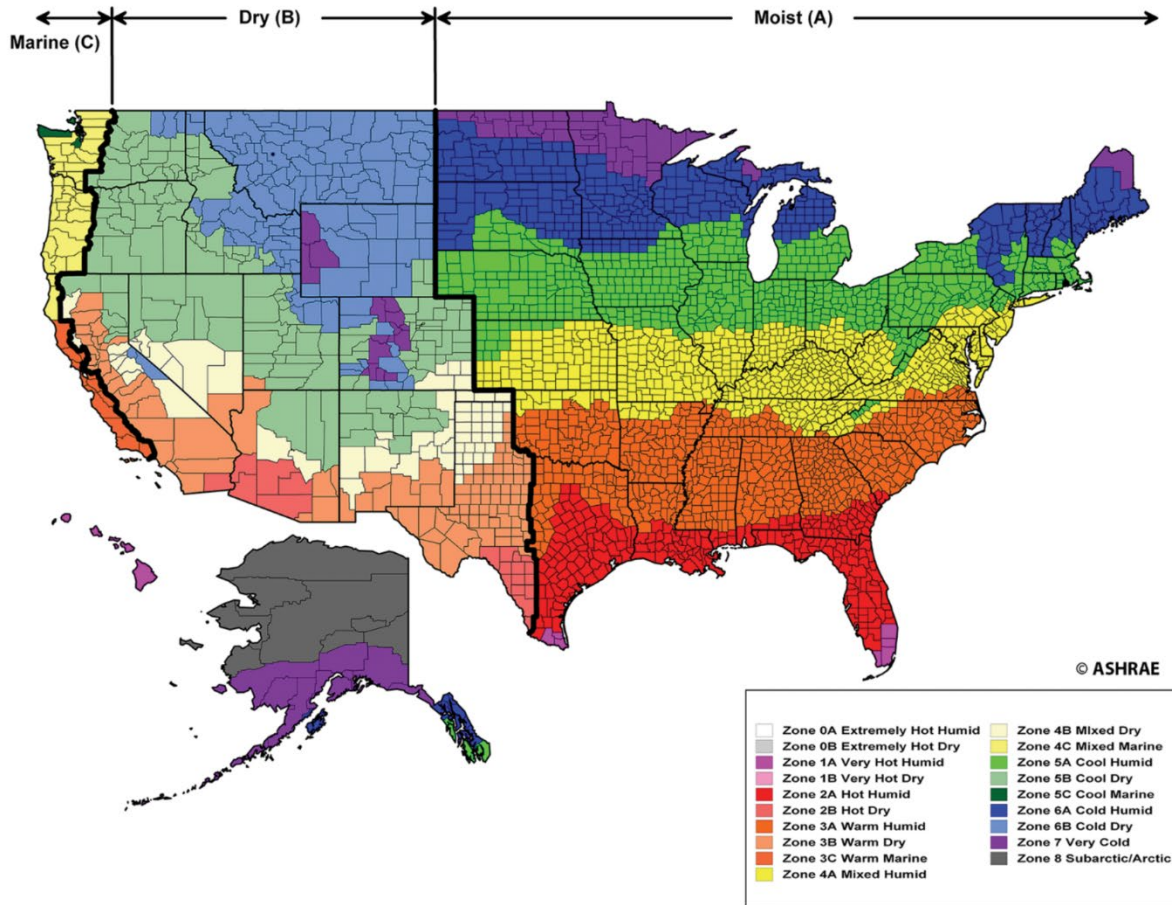 Dry (B)
Moist (A)
Marine (C)
© ASHRAE
Zone 0A Extremely Hot Humid
Zone 0B Extremely Hot Dry
Zone 1A Very Hot Humid
Zone 1B Very Hot Dry
Zone 2A Hot Humid
Zone 2B Hot Dry
Zone 3A Warm Humid
Zone 3B Warm Dry
Zone 3C Warm Marine
Zone 4A Mixed Humid
Zone 4B MIxed Dry
Zone 4C Mixed Marine
Zone 5A Cool Humid
Zone 5B Cool Dry
Zone 5C Cool Marine
Zone 6A Cold Humid
Zone 6B Cold Dry
Zone 7 Very Cold
Zone 8 Subarctic/Arctic